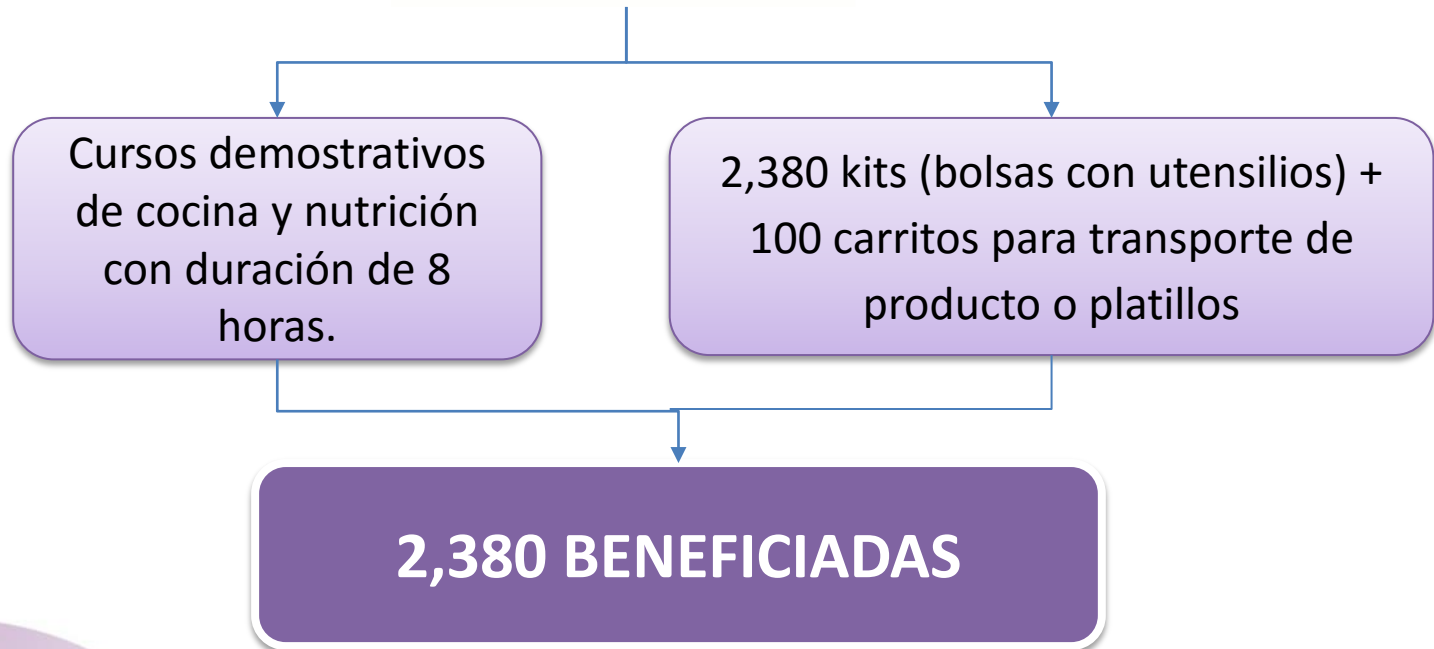 Cursos demostrativos
de cocina y nutrición
con duración de 8
horas.
2,380 kits (bolsas con utensilios) +
100 carritos para transporte de
producto o platillos
2,380 BENEFICIADAS